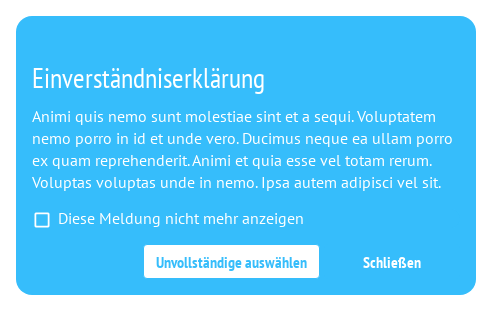 Einverständniserklärung
Animi quis nemo sunt molestiae sint et a sequi. Voluptatem
nemo porro in id et unde vero. Ducimus neque ea ullam porro
ex quam reprehenderit. Animi et quia esse vel totam rerum.
Voluptas voluptas unde in nemo. Ipsa autem adipisci vel sit.
Diese Meldung nicht mehr anzeigen
Unvollständige auswählen
Schließen